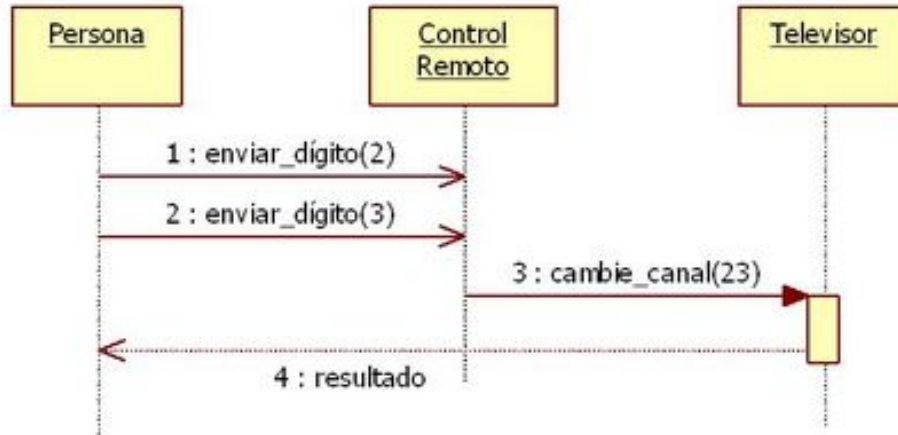 Persona
Control
Remoto
Televisor
1 : enviar_dígito(2)
2 : enviar_dígito(3)
3 : cambie_canal(23)
4 : resultado